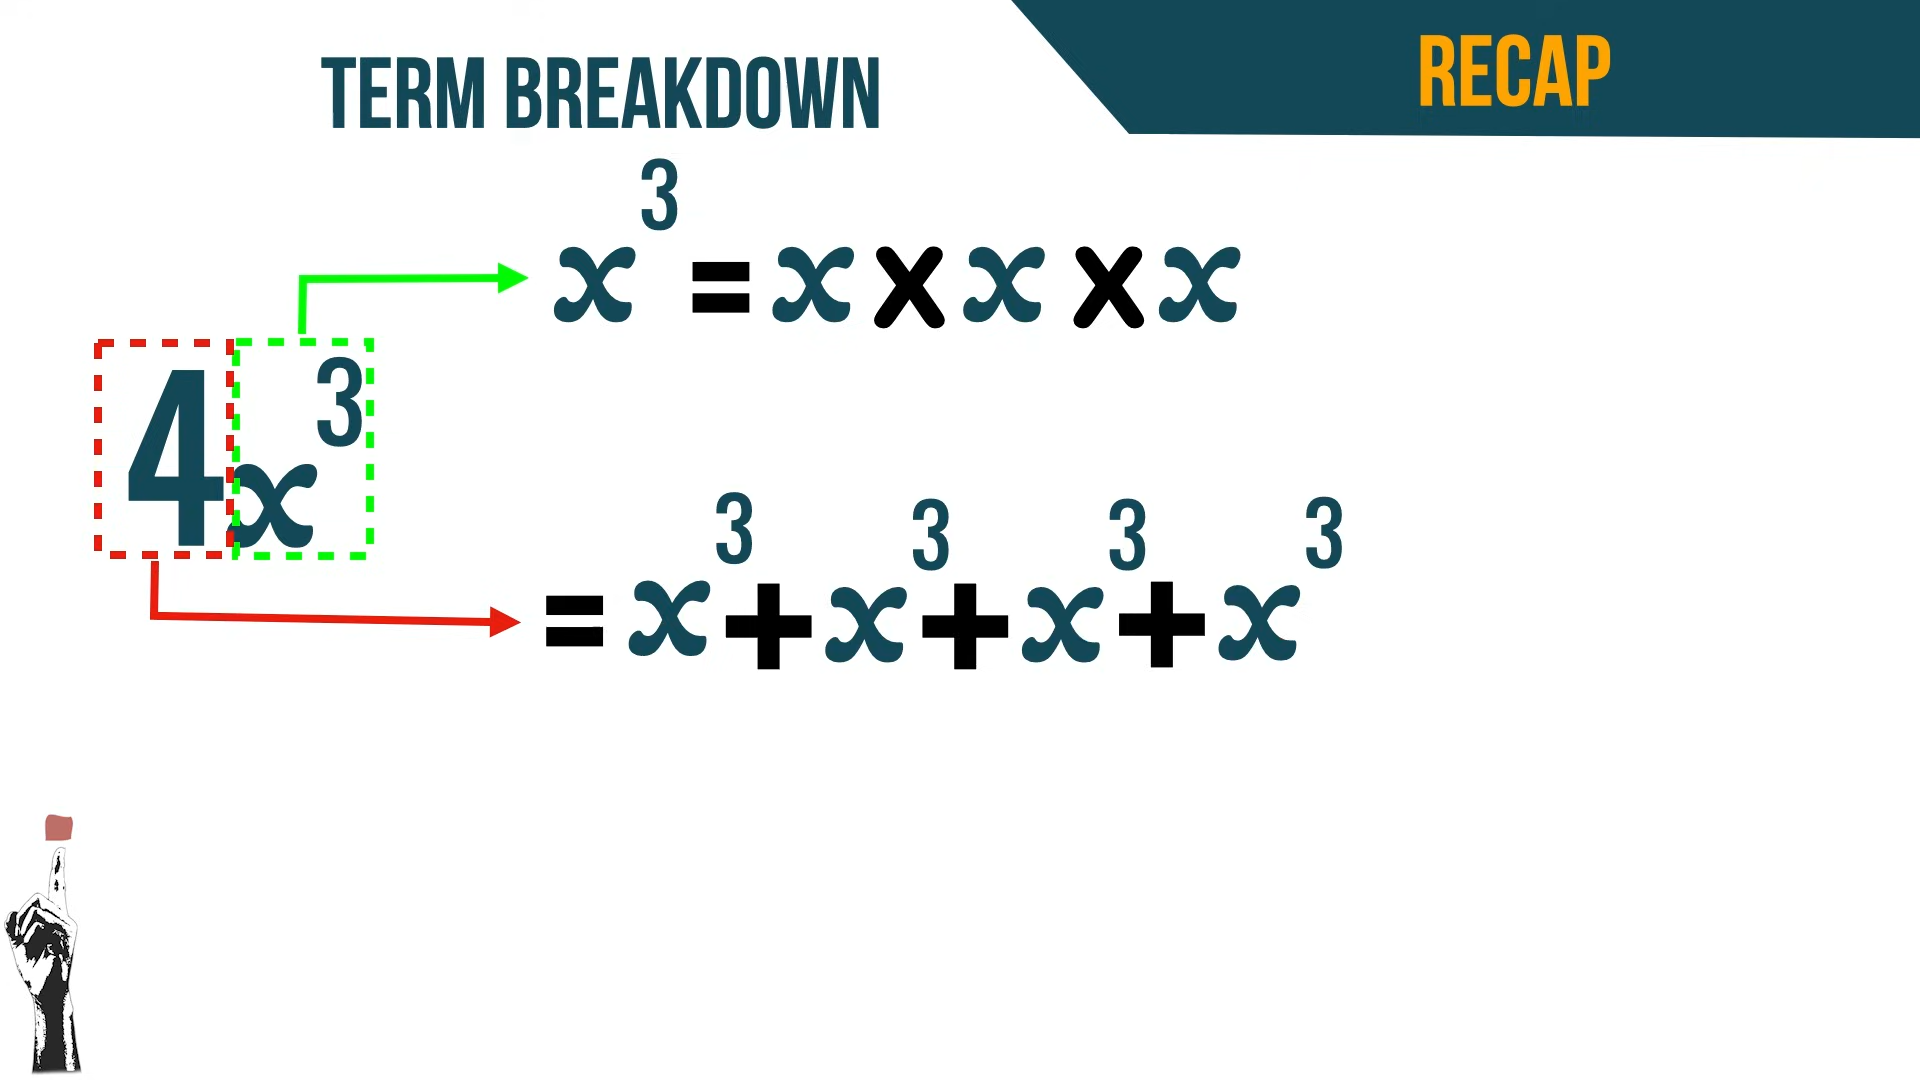 TERM BREAKDOWN
RECAP
x³ = x × x × x
4x³
= x³ + x³ + x³ + x³